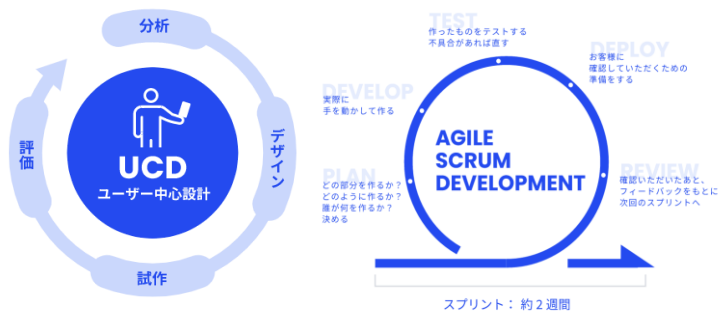 分析
デザイン
試作
評価
UCD
ユーザー中心設計
TEST
作ったものをテストする
不具合があれば直す
DEPLOY
お客様に
確認していただくための
準備をする
DEVELOP
実際に
手を動かして作る
AGILE
SCRUM
DEVELOPMENT
PLAN
どの部分を作るか？
どのように作るか？
誰が何を作るか？
決める
REVIEW
確認いただいたあと、
フィードバックをもとに
次回のスプリントへ
スプリント： 約２週間